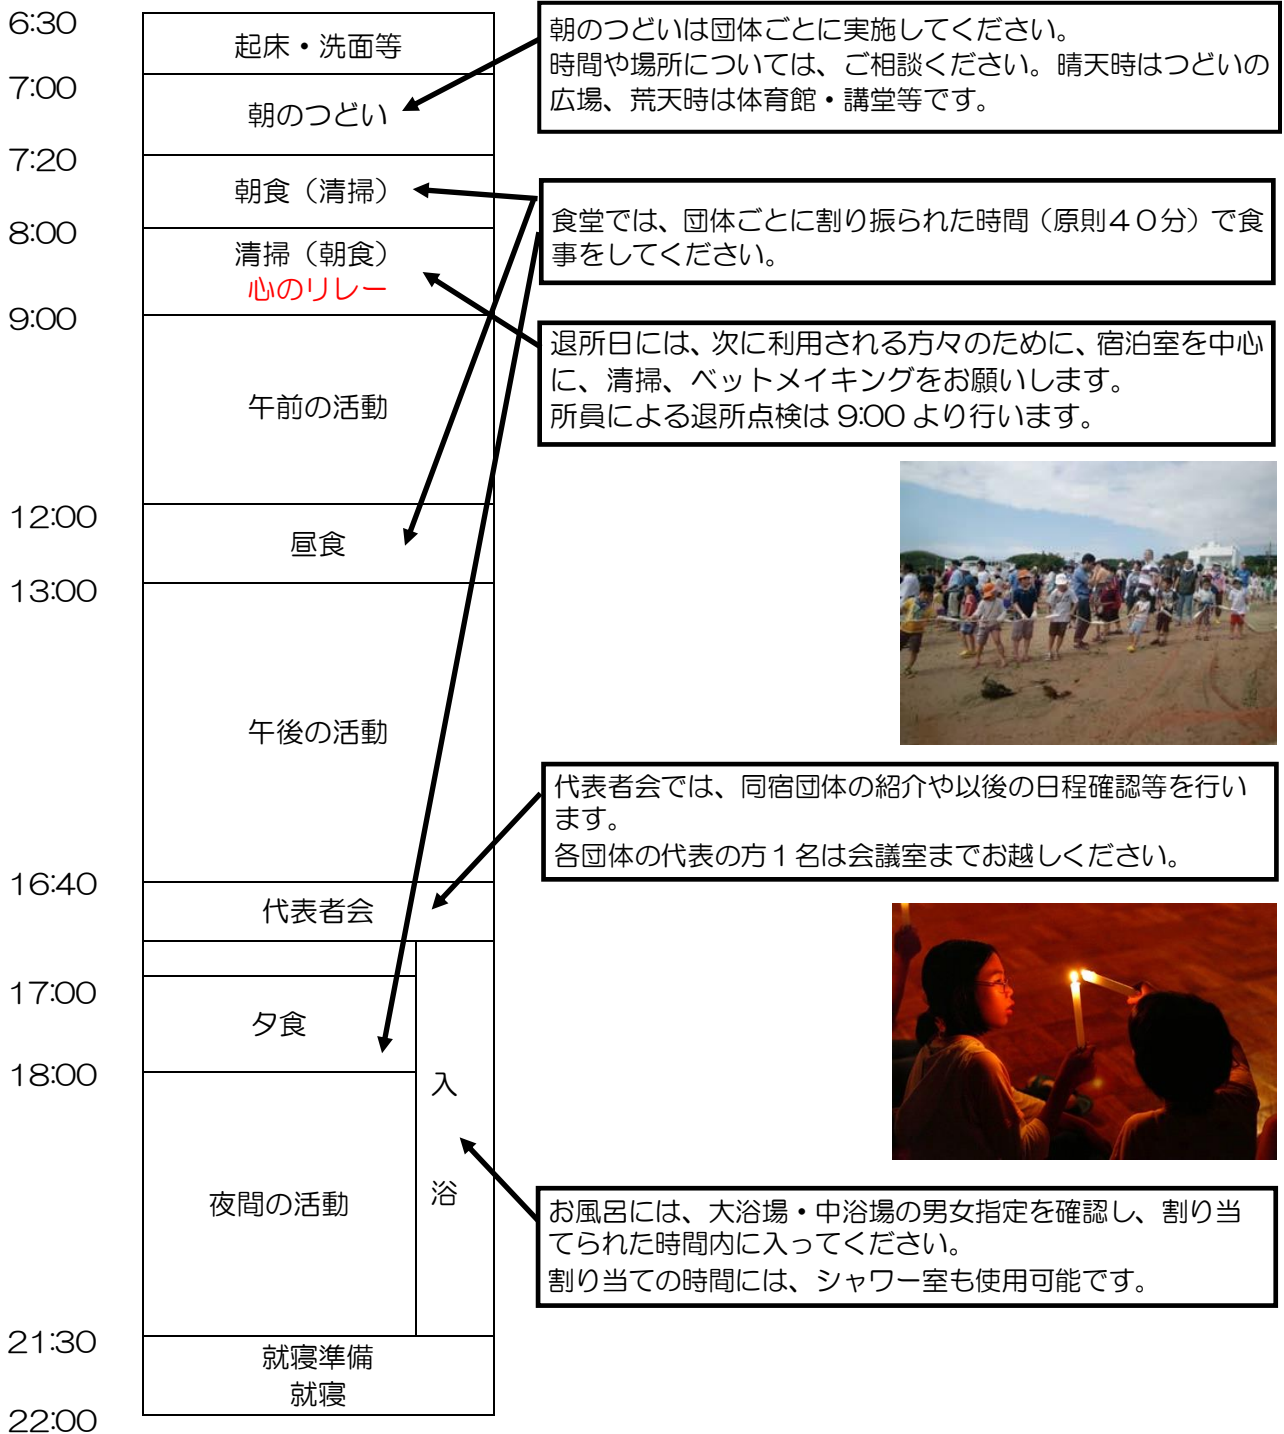 6:30
起床・洗面等
7:00
朝のつどい
7:20
朝食（清掃）
8:00
清掃（朝食）
心のリレー
9:00
午前の活動
12:00
昼食
13:00
午後の活動
16:40
代表者会
17:00
夕食
18:00
入
浴
夜間の活動
21:30
就寝準備
就寝
22:00
朝のつどいは団体ごとに実施してください。
時間や場所については、ご相談ください。晴天時はつどいの
広場、荒天時は体育館・講堂等です。
食堂では、団体ごとに割り振られた時間（原則４０分）で食
事をしてください。
退所日には、次に利用される方々のために、宿泊室を中心
に、清掃、ベットメイキングをお願いします。
所員による退所点検は 9:00 より行います。
代表者会では、同宿団体の紹介や以後の日程確認等を行い
ます。
各団体の代表の方１名は会議室までお越しください。
お風呂には、大浴場・中浴場の男女指定を確認し、割り当
てられた時間内に入ってください。
割り当ての時間には、シャワー室も使用可能です。